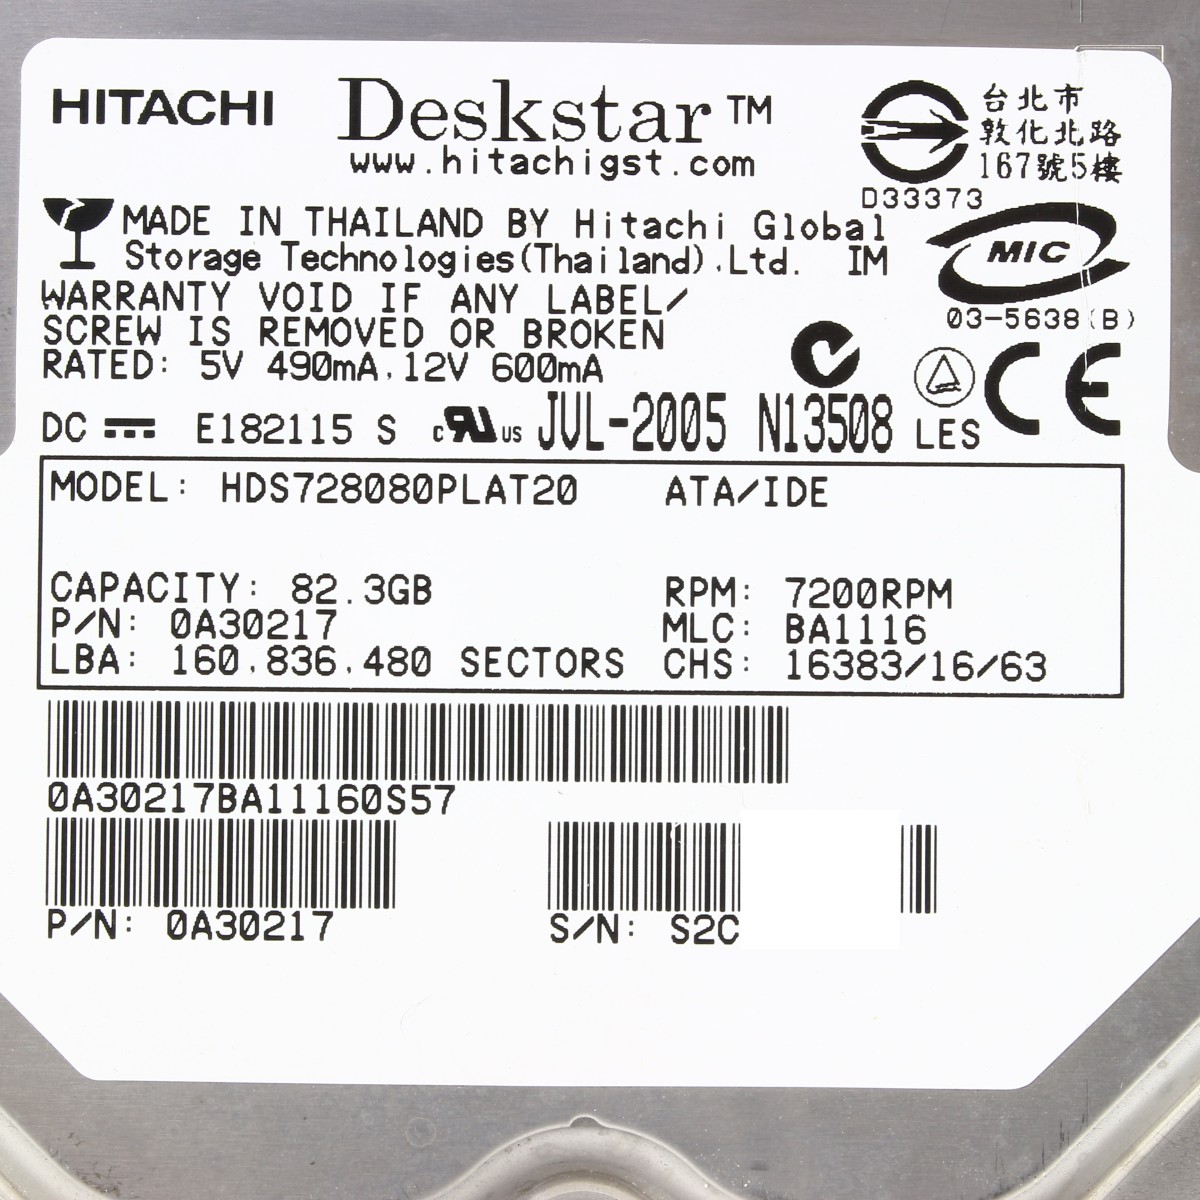 HITACHI Deskstar™
www.hitachigst.com
台北市
敦化北路
167號5樓
D33373
MADE IN THAILAND BY Hitachi Global
Storage Technologies(Thailand),Ltd. IM
MIC
03-5638(B)
WARRANTY VOID IF ANY LABEL/
SCREW IS REMOVED OR BROKEN
RATED: 5V 490mA,12V 600mA
DC E182115 S c RU US JUL-2005 N13508 LES CE
MODEL: HDS728080PLAT20 ATA/IDE
CAPACITY: 82.3GB RPM: 7200RPM
P/N: 0A30217 MLC: BA1116
LBA: 160,836,480 SECTORS CHS: 16383/16/63
0A30217BA11160S57
P/N: 0A30217 S/N: S2C